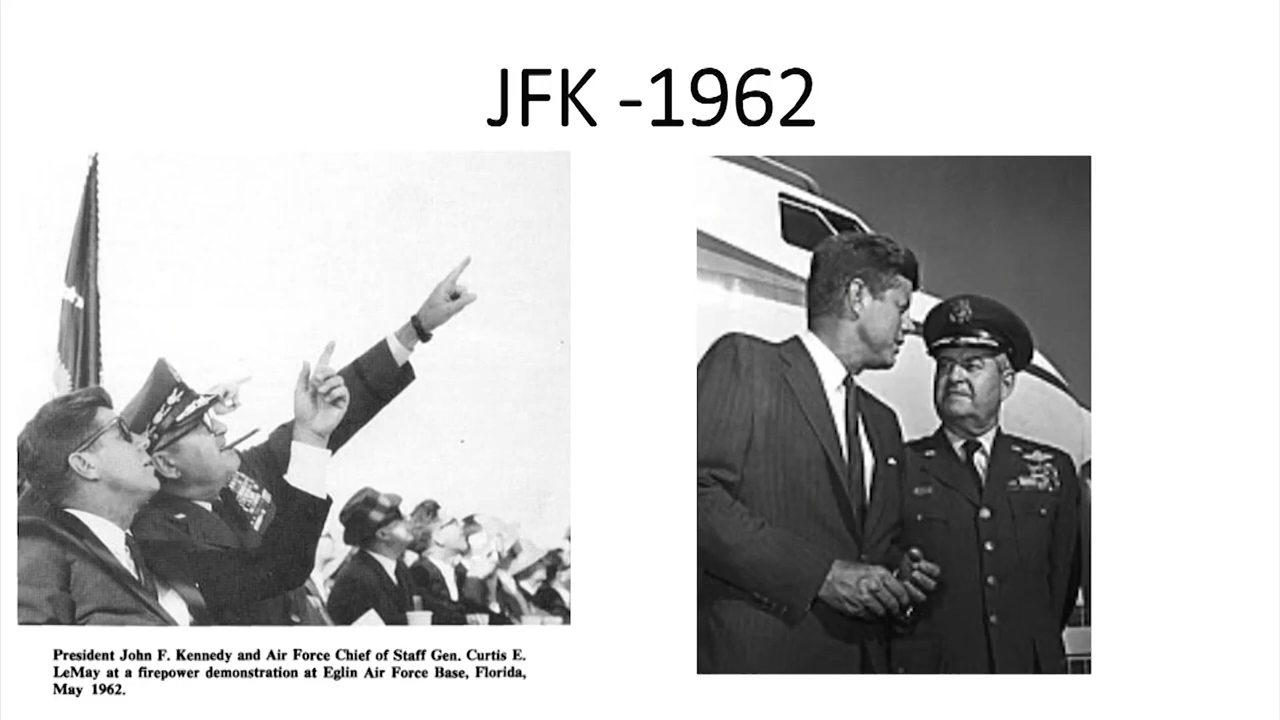 JFK -1962
President John F. Kennedy and Air Force Chief of Staff Gen. Curtis E.
LeMay at a firepower demonstration at Eglin Air Force Base, Florida,
May 1962.